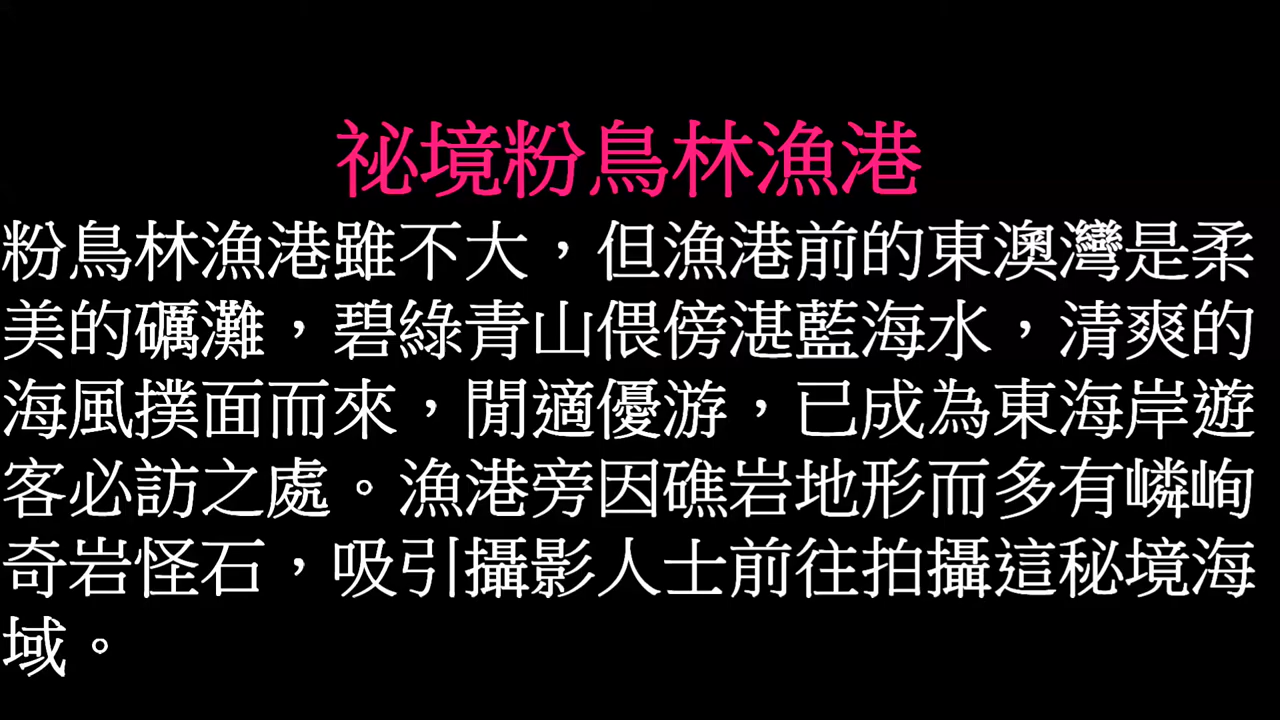 祕境粉鳥林漁港
粉鳥林漁港雖不大，但漁港前的東澳灣是柔
美的礪灘，碧綠青山偎傍湛藍海水，清爽的
海風撲面而來，閒適優游，已成為東海岸遊
客必訪之處。漁港旁因礁岩地形而多有嶙峋
奇岩怪石，吸引攝影人士前往拍攝這秘境海
域。